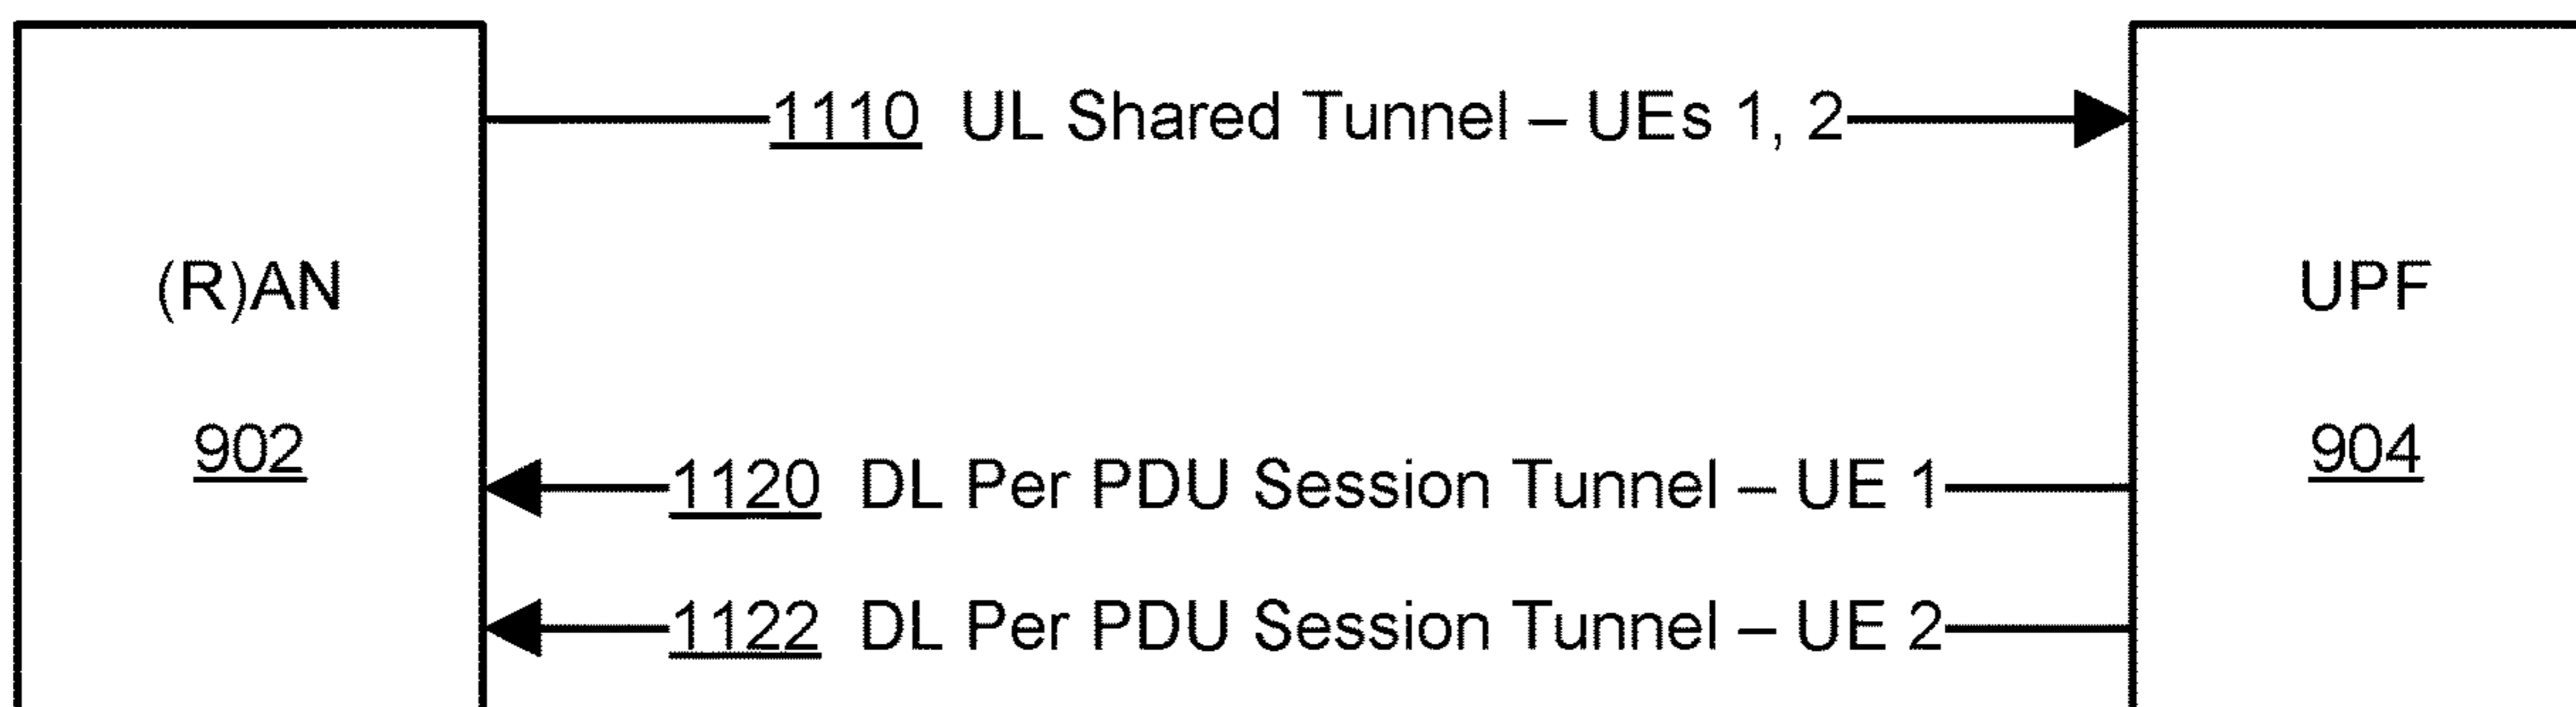 1110 UL Shared Tunnel – UEs 1, 2
(R)AN
UPF
902
904
1120 DL Per PDU Session Tunnel – UE 1
1122 DL Per PDU Session Tunnel – UE 2